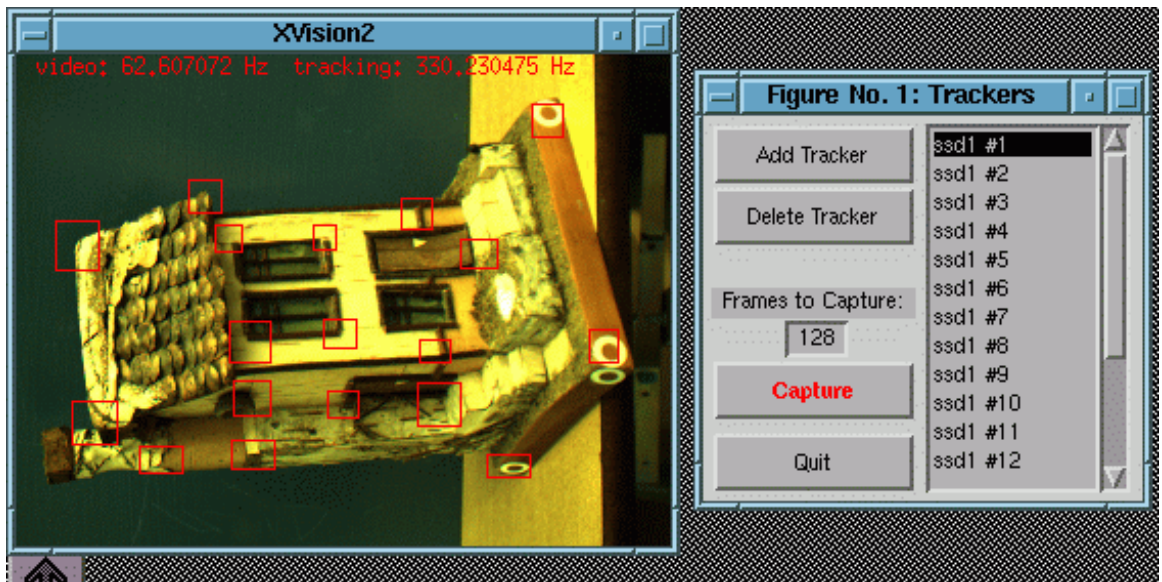 XVision2
video: 62.607072 Hz tracking: 330.230475 Hz
Figure No. 1: Trackers
Add Tracker
Delete Tracker
Frames to Capture:
128
Capture
Quit
ssd1 #1
ssd1 #2
ssd1 #3
ssd1 #4
ssd1 #5
ssd1 #6
ssd1 #7
ssd1 #8
ssd1 #9
ssd1 #10
ssd1 #11
ssd1 #12